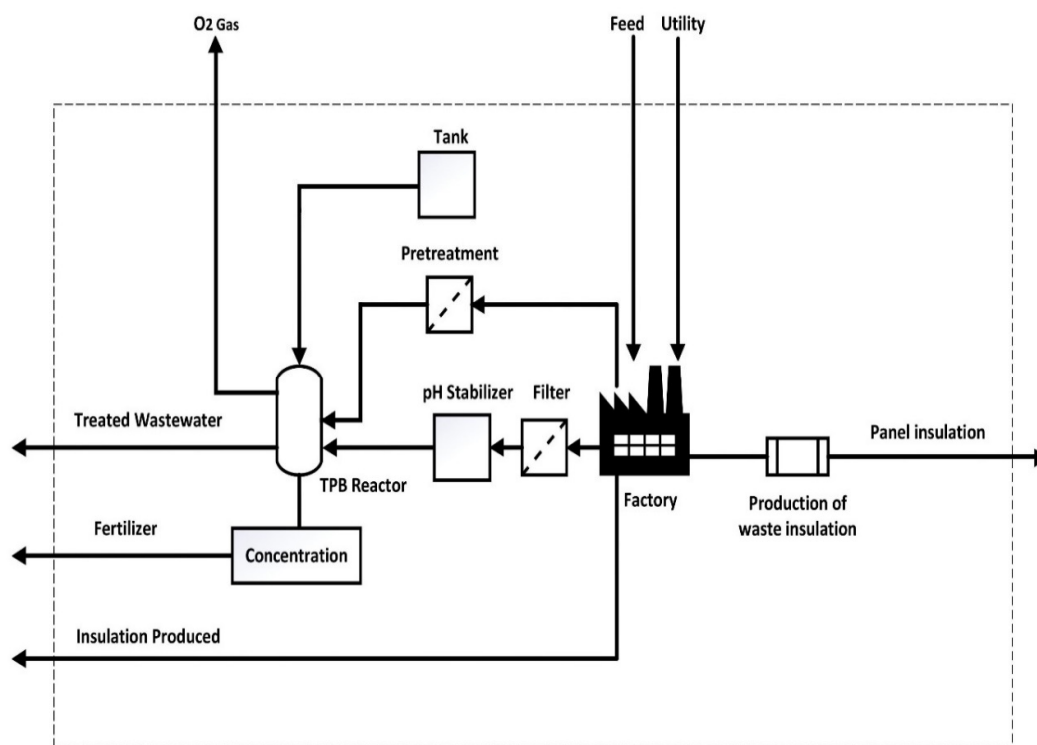 O2 Gas
Feed
Utility
Tank
Pretreatment
pH Stabilizer
Filter
Treated Wastewater
Panel insulation
TPB Reactor
Factory
Production of
waste insulation
Fertilizer
Concentration
Insulation Produced